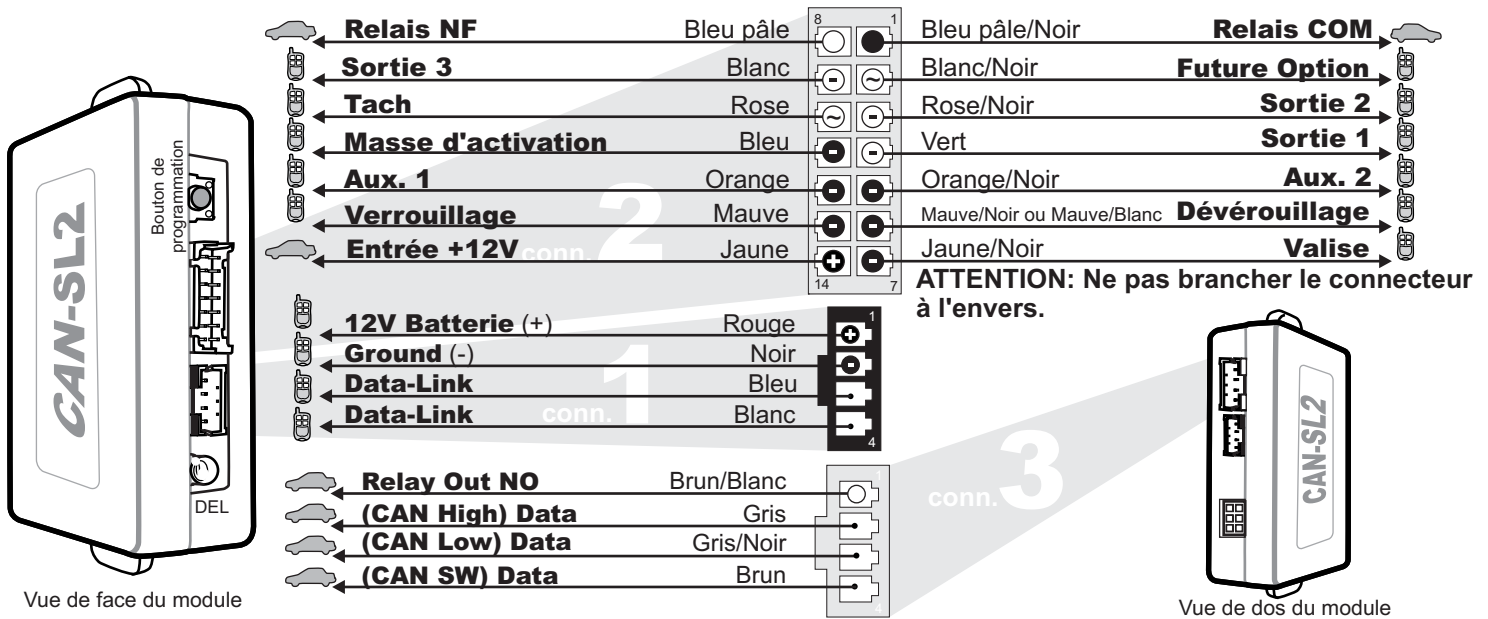 8 1
Relais NF Bleu pâle Bleu pâle/Noir Relais COM
Sortie 3 Blanc Blanc/Noir Future Option
Tach Rose Rose/Noir Sortie 2
Masse d'activation Bleu Vert Sortie 1
Aux. 1 Orange Orange/Noir Aux. 2
Verrouillage Mauve Mauve/Noir ou Mauve/Blanc Dévérouillage
Entrée +12V Jaune Jaune/Noir Valise
conn. 2
14 7
ATTENTION: Ne pas brancher le connecteur
à l'envers.
Bouton de
programmation
CAN-SL2
DEL
Vue de face du module
12V Batterie (+) Rouge 1
Ground (-) Noir
Data-Link Bleu
Data-Link Blanc
conn. 1
4
Relay Out NO Brun/Blanc 1
(CAN High) Data Gris
(CAN Low) Data Gris/Noir
(CAN SW) Data Brun
4
conn. 3
CAN-SL2
Vue de dos du module